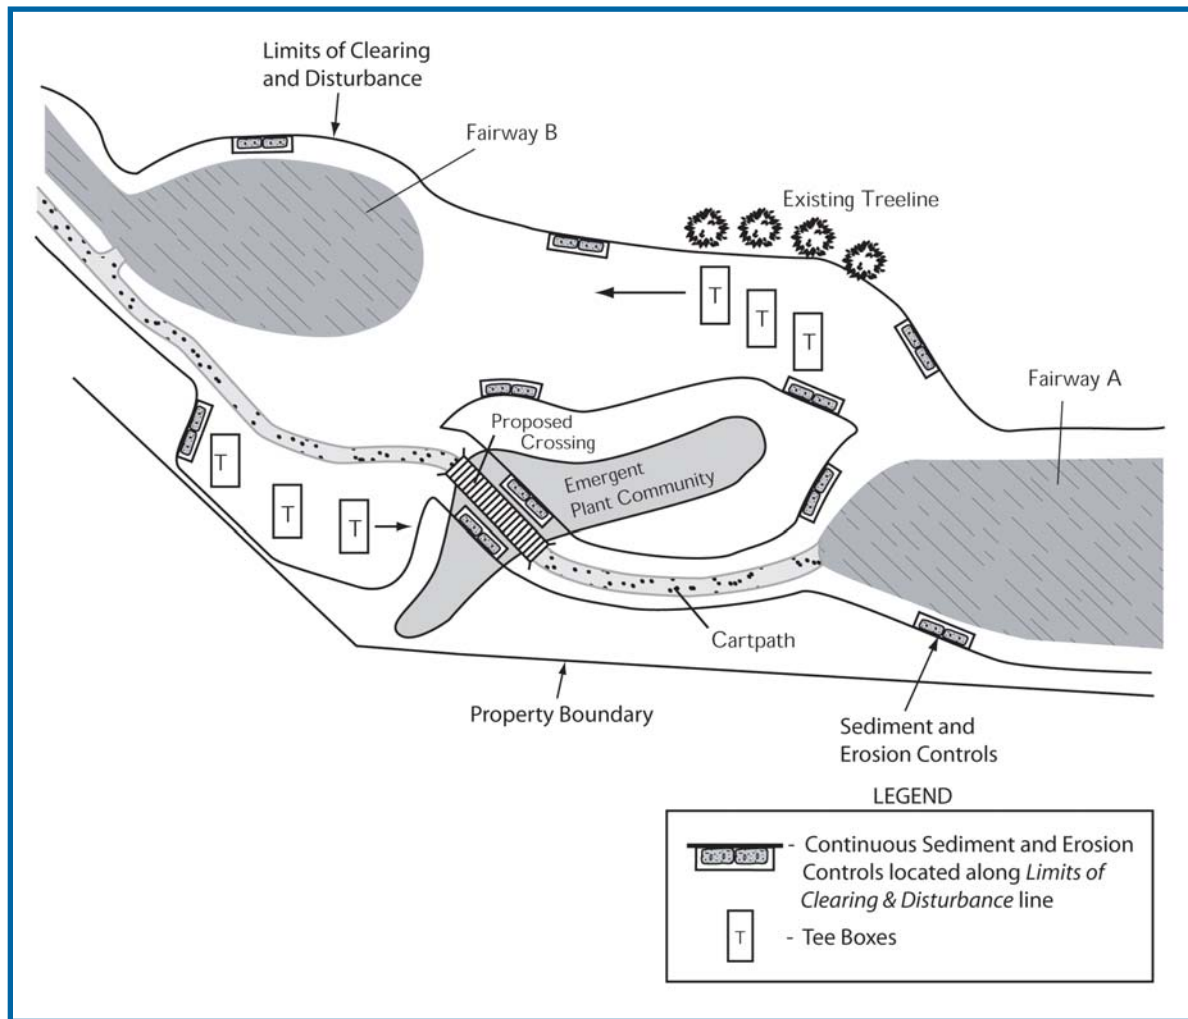 Limits of Clearing
and Disturbance
Fairway B
Existing Treeline
T
T
T
Fairway A
Proposed
Crossing
Emergent
Plant Community
T
T
T
Cartpath
Property Boundary
Sediment and
Erosion Controls
LEGEND
- Continuous Sediment and Erosion
Controls located along Limits of
Clearing & Disturbance line
T - Tee Boxes